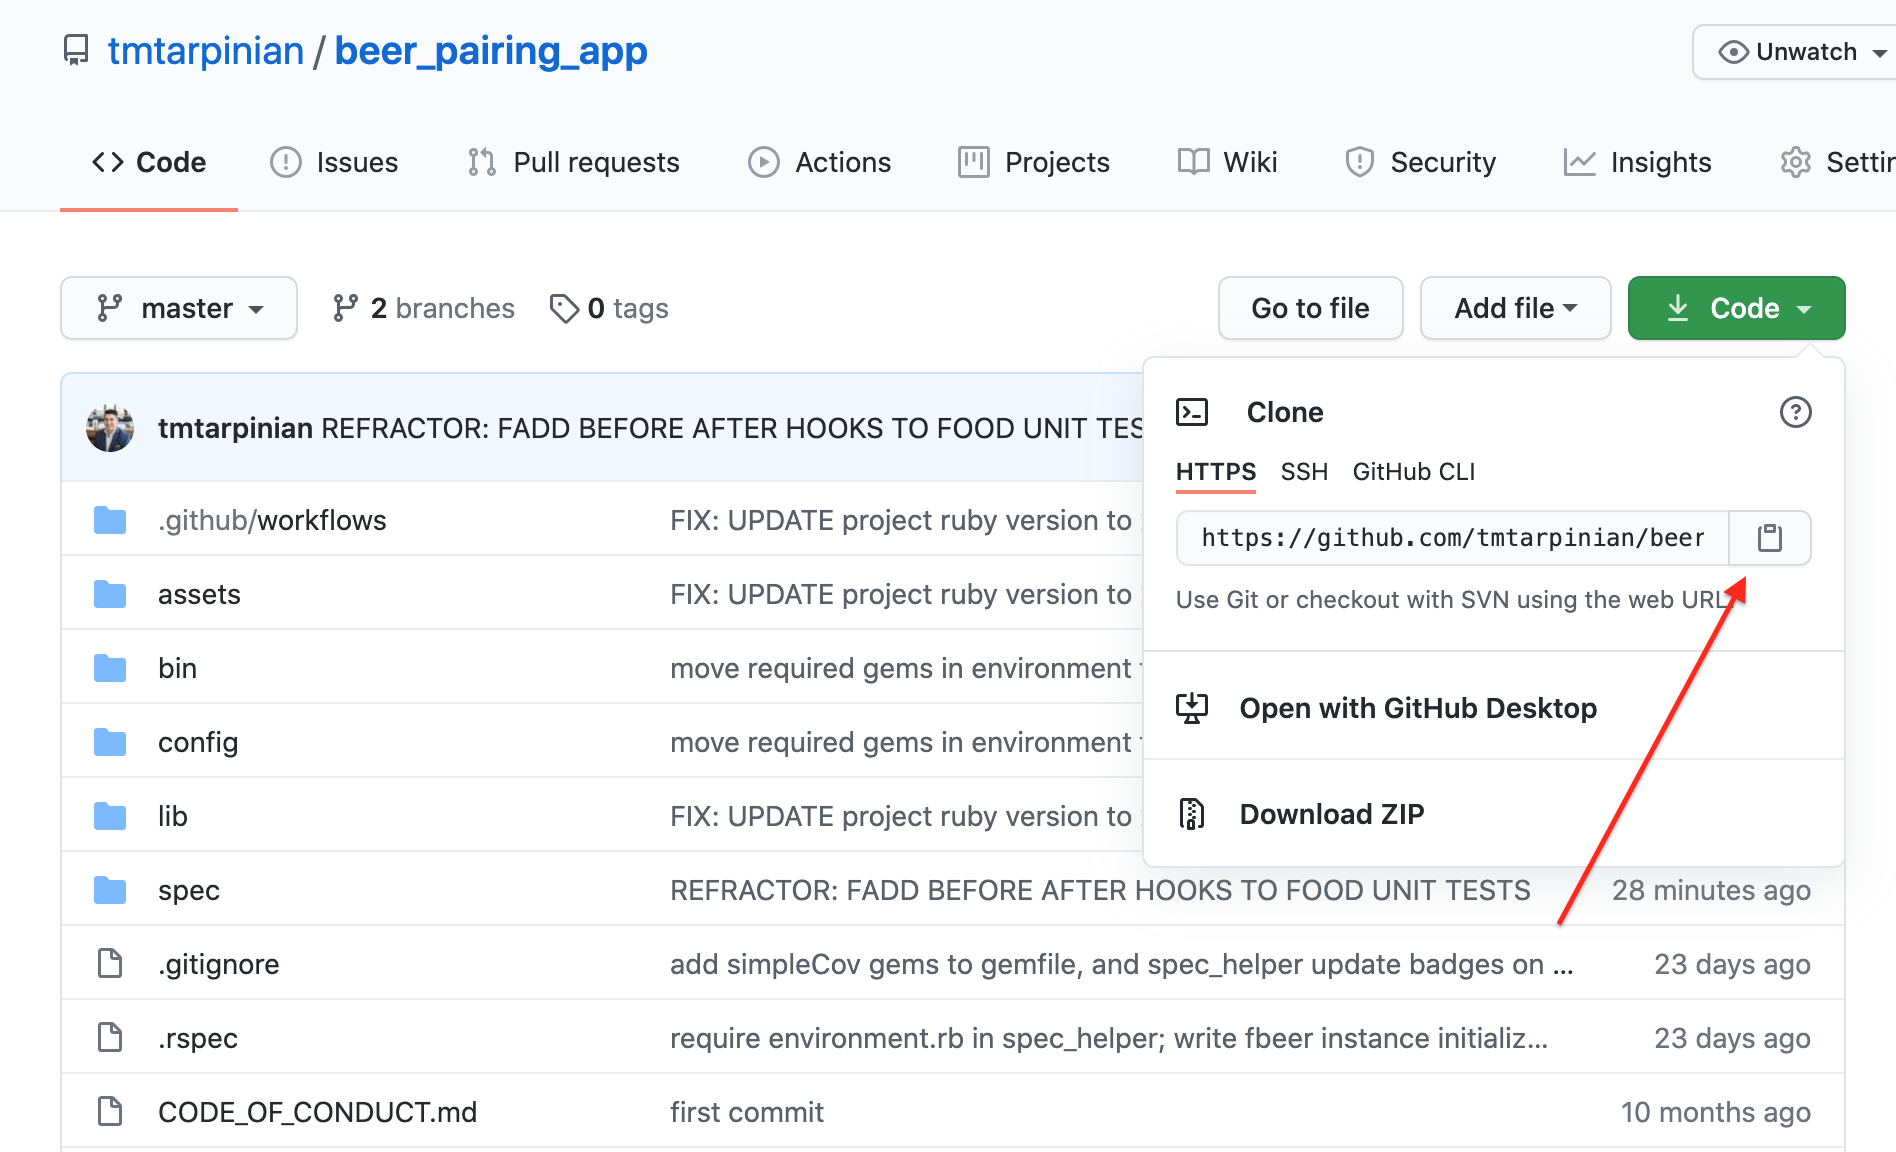 tmtarpinian / beer_pairing_app
Unwatch
Code Issues Pull requests Actions Projects Wiki Security Insights
master 2 branches 0 tags Go to file Add file Code
tmtarpinian REFRACTOR: FADD BEFORE AFTER HOOKS TO FOOD UNIT
Clone
HTTPS SSH GitHub CLI
https://github.com/tmtarpinian/beer
Use Git or checkout with SVN using the web URL.
Open with GitHub Desktop
Download ZIP
.github/workflows FIX: UPDATE project ruby version to
assets FIX: UPDATE project ruby version to
bin move required gems in environment
config move required gems in environment
lib FIX: UPDATE project ruby version to
spec REFRACTOR: FADD BEFORE AFTER HOOKS TO FOOD UNIT TESTS 28 minutes ago
.gitignore add simpleCov gems to gemfile, and spec_helper update badges on ... 23 days ago
.rspec require environment.rb in spec_helper; write fbeer instance initializ... 23 days ago
CODE_OF_CONDUCT.md first commit 10 months ago